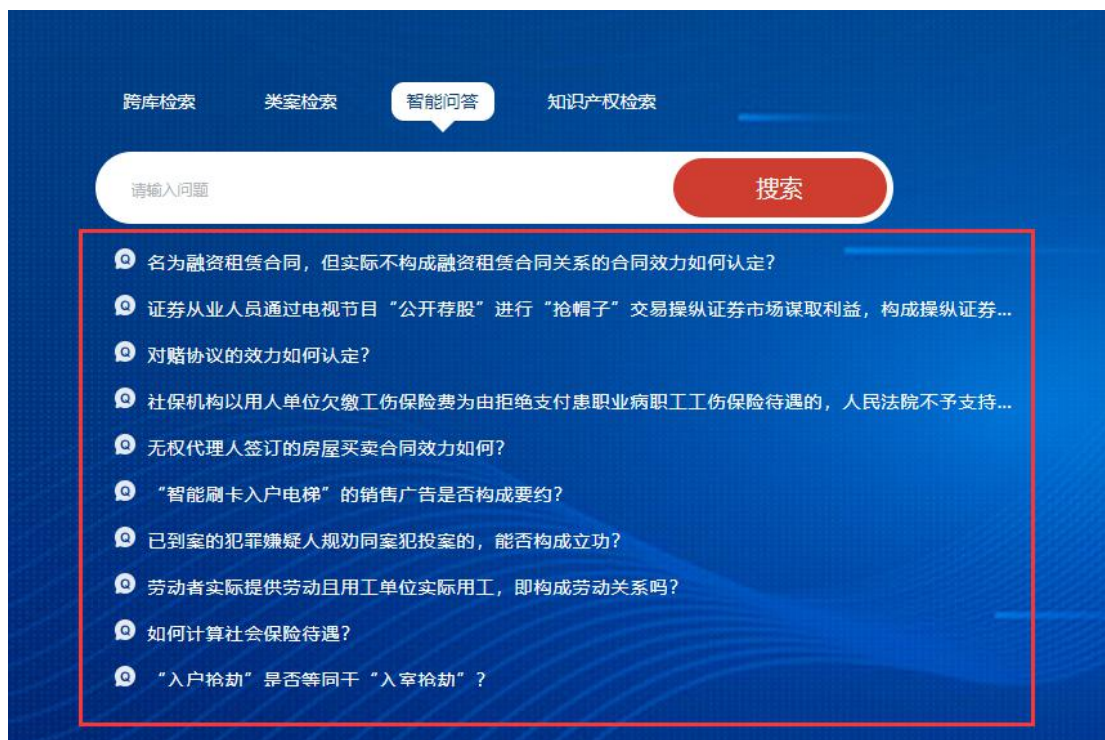 跨库检索 类案检索 智能问答 知识产权检索
请输入问题 搜索
名为融资租赁合同，但实际不构成融资租赁合同关系的合同效力如何认定？
证券从业人员通过电视节目“公开荐股”进行“抢帽子”交易操纵证券市场谋取利益，构成操纵证券...
对赌协议的效力如何认定？
社保机构以用人单位欠缴工伤保险费为由拒绝支付患职业病职工工伤保险待遇的，人民法院不予支持...
无权代理人签订的房屋买卖合同效力如何？
“智能刷卡入户电梯”的销售广告是否构成要约？
已到案的犯罪嫌疑人规劝同案犯投案的，能否构成立功？
劳动者实际提供劳动且用工单位实际用工，即构成劳动关系吗？
如何计算社会保险待遇？
“入户抢劫”是否等同于“入室抢劫”？